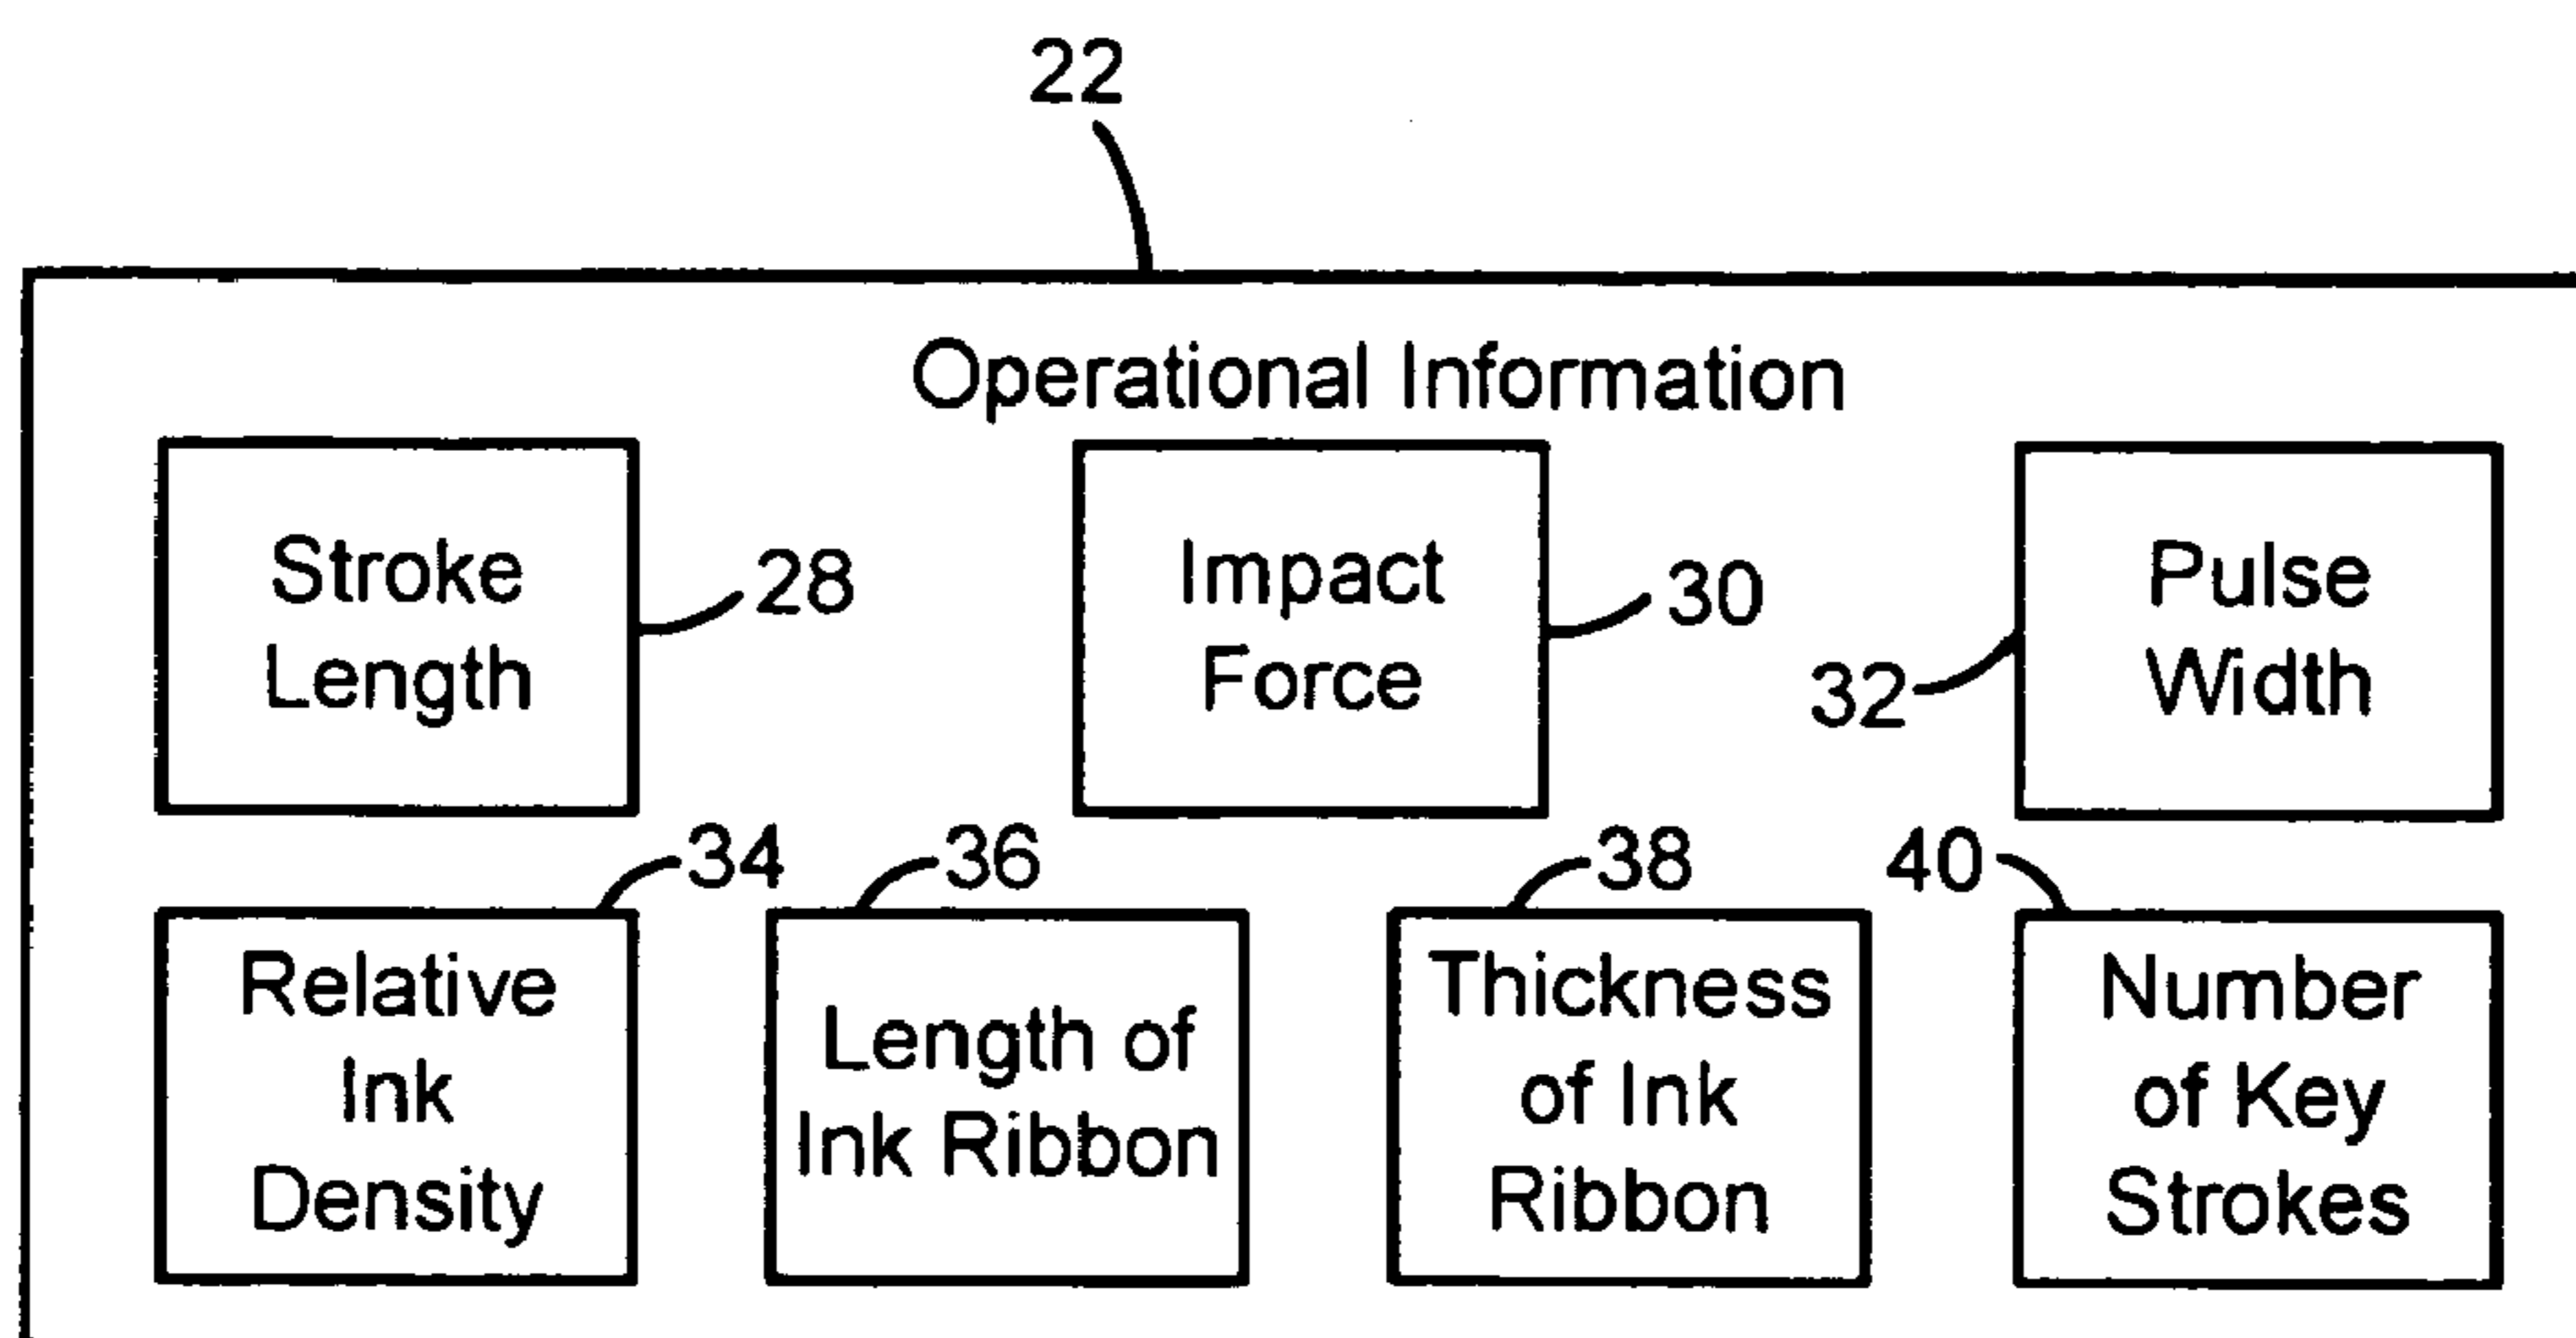 22
Operational Information
Stroke
Length
28
Impact
Force
30
Pulse
Width
32
34
Relative
Ink
Density
36
Length of
Ink Ribbon
38
Thickness
of Ink
Ribbon
40
Number
of Key
Strokes